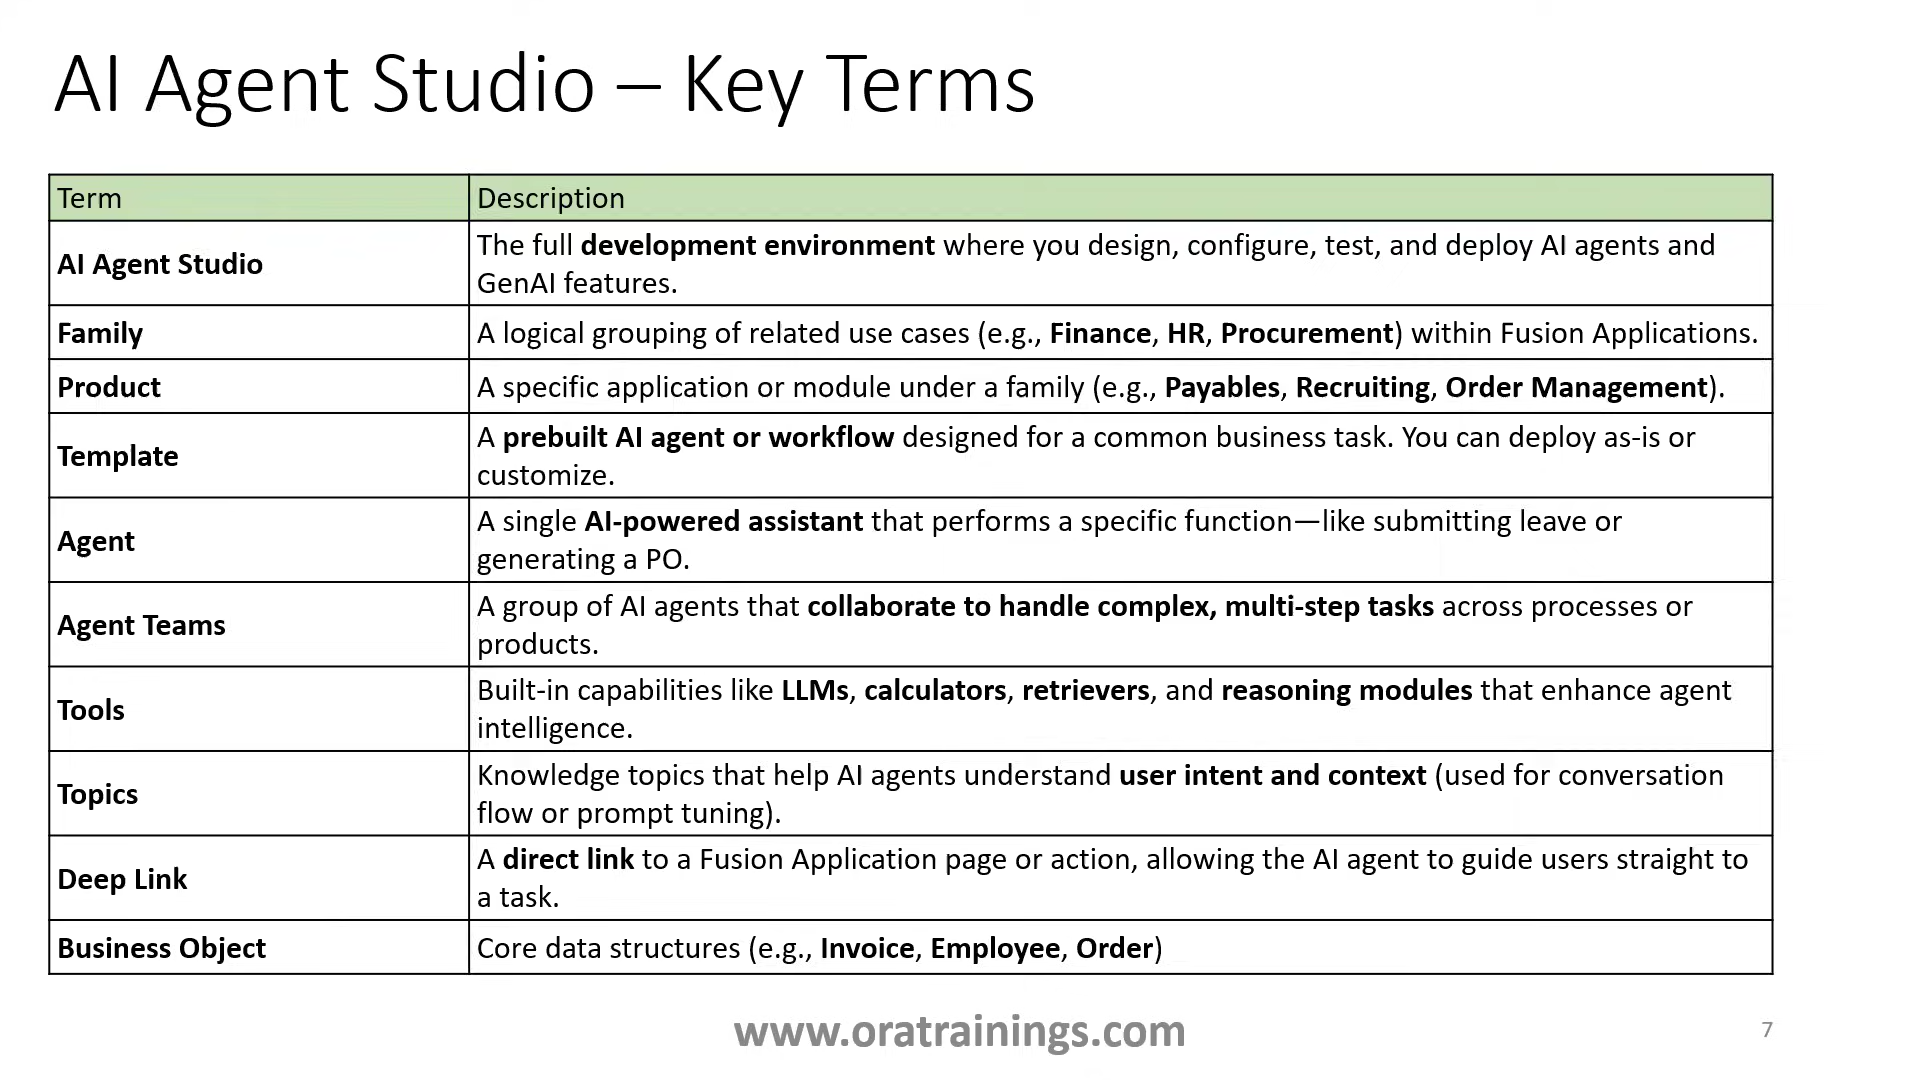 AI Agent Studio – Key Terms
Term
Description
AI Agent Studio
The full development environment where you design, configure, test, and deploy AI agents and
GenAI features.
Family
A logical grouping of related use cases (e.g., Finance, HR, Procurement) within Fusion Applications.
Product
A specific application or module under a family (e.g., Payables, Recruiting, Order Management).
Template
A prebuilt AI agent or workflow designed for a common business task. You can deploy as-is or
customize.
Agent
A single AI-powered assistant that performs a specific function—like submitting leave or
generating a PO.
Agent Teams
A group of AI agents that collaborate to handle complex, multi-step tasks across processes or
products.
Tools
Built-in capabilities like LLMs, calculators, retrievers, and reasoning modules that enhance agent
intelligence.
Topics
Knowledge topics that help AI agents understand user intent and context (used for conversation
flow or prompt tuning).
Deep Link
A direct link to a Fusion Application page or action, allowing the AI agent to guide users straight to
a task.
Business Object
Core data structures (e.g., Invoice, Employee, Order)
www.oratrainings.com
7